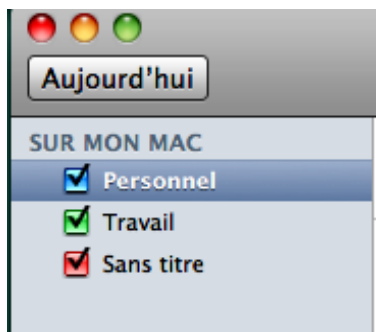 Aujourd'hui
SUR MON MAC
Personnel
Travail
Sans titre